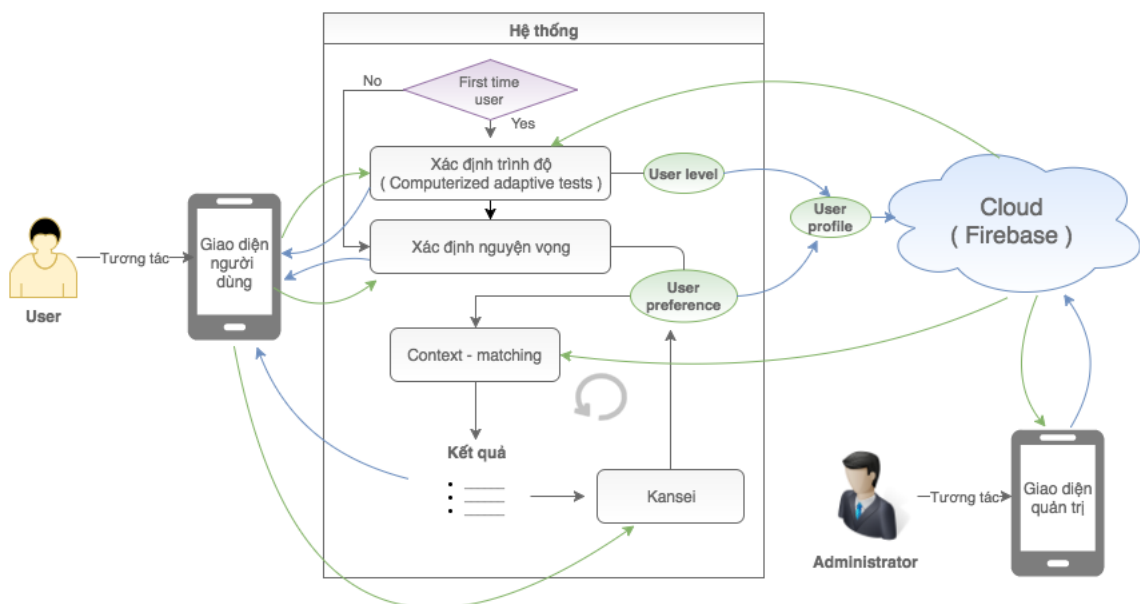 Hệ thống
No
First time
user
Yes
Xác định trình độ
( Computerized adaptive tests )
User level
User
profile
Cloud
( Firebase )
Giao diện
người
dùng
Tương tác
User
Xác định nguyện vọng
User
preference
Context - matching
Kết quả
Kansei
Tương tác
Administrator
Giao diện
quản trị